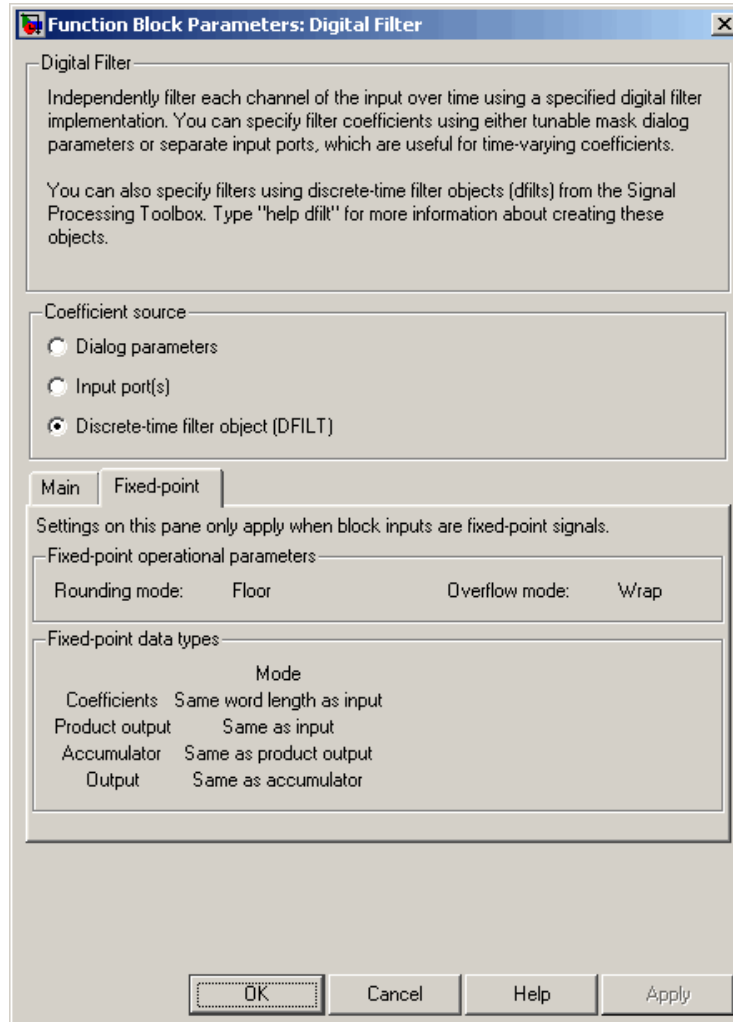 Function Block Parameters: Digital Filter
Digital Filter
Independently filter each channel of the input over time using a specified digital filter
implementation. You can specify filter coefficients using either tunable mask dialog
parameters or separate input ports, which are useful for time-varying coefficients.
You can also specify filters using discrete-time filter objects (dfilts) from the Signal
Processing Toolbox. Type "help dfilt" for more information about creating these
objects.
Coefficient source
Dialog parameters
Input port(s)
Discrete-time filter object (DFILT)
Main Fixed-point
Settings on this pane only apply when block inputs are fixed-point signals.
Fixed-point operational parameters
Rounding mode: Floor Overflow mode: Wrap
Fixed-point data types
Mode
Coefficients Same word length as input
Product output Same as input
Accumulator Same as product output
Output Same as accumulator
OK Cancel Help Apply